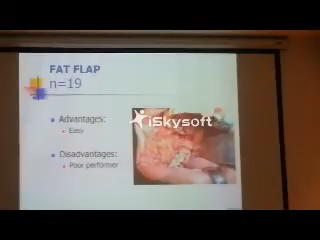 FAT FLAP
n=19
Advantages:
Easy
Disadvantages:
Poor performer
iSkysoft